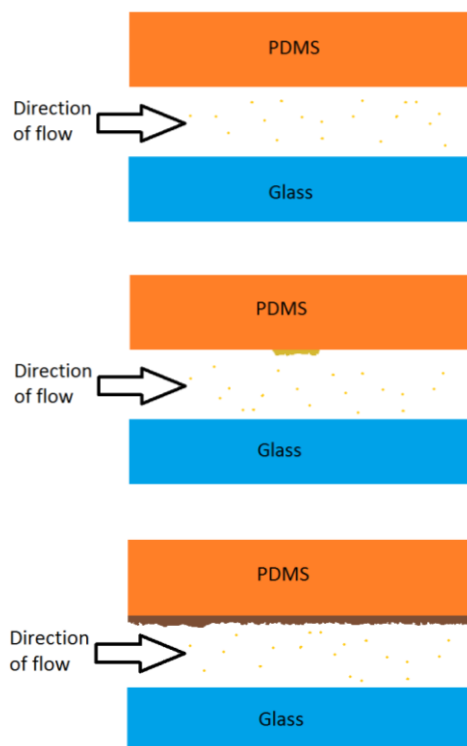 PDMS
Direction
of flow
Glass
PDMS
Direction
of flow
Glass
PDMS
Direction
of flow
Glass